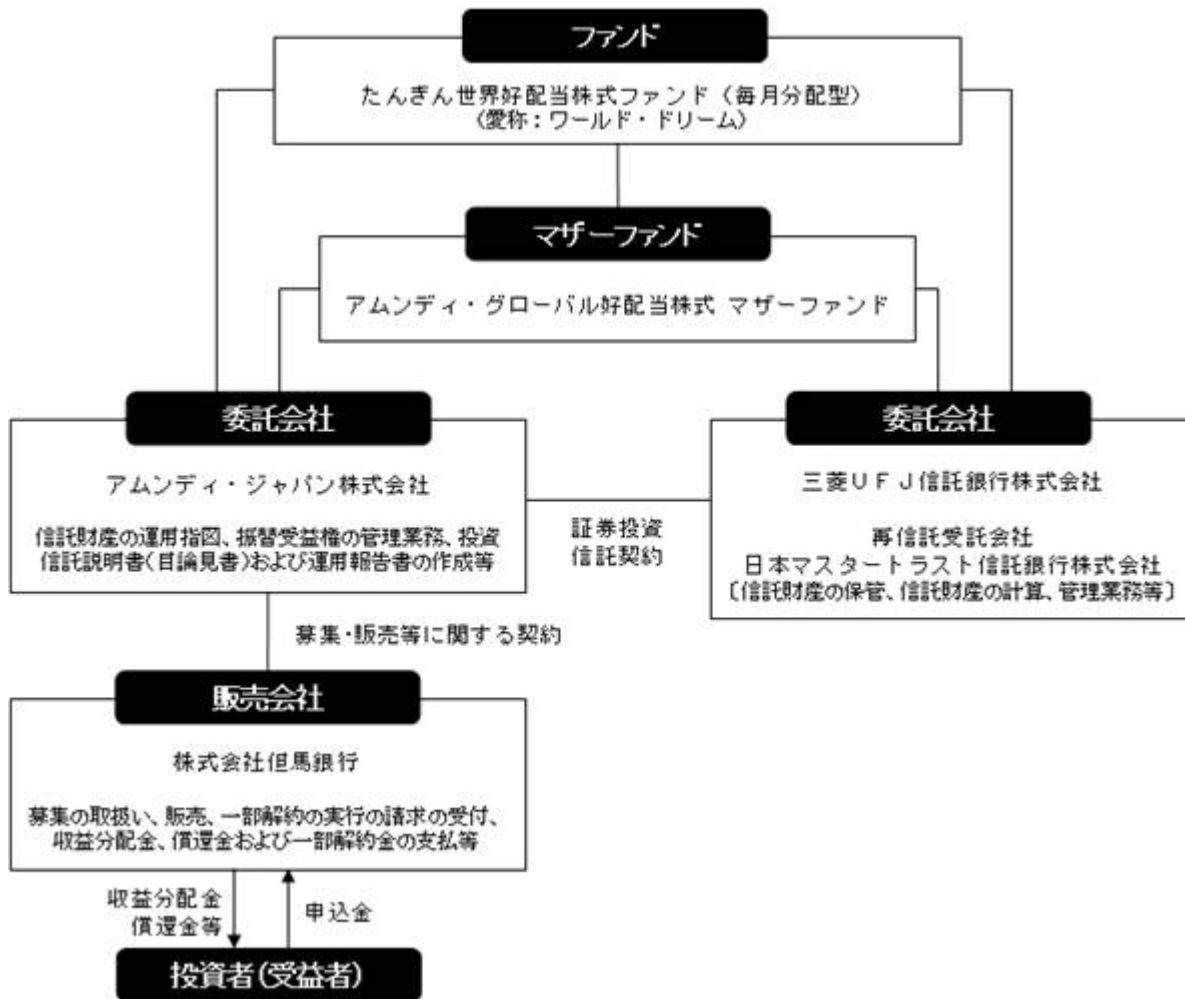 ファンド
たんぎん世界好配当株式ファンド（毎月分配型）
（愛称：ワールド・ドリーム）
マザーファンド
アムンディ・グローバル好配当株式 マザーファンド
委託会社
アムンディ・ジャパン株式会社
信託財産の運用指図、振替受益権の管理業務、投資
信託説明書（目論見書）および運用報告書の作成等
証券投資
信託契約
委託会社
三菱ＵＦＪ信託銀行株式会社
再信託受託会社
日本マスタートラスト信託銀行株式会社
〔信託財産の保管、信託財産の計算、管理業務等〕
募集・販売等に関する契約
販売会社
株式会社但馬銀行
募集の取扱い、販売、一部解約の実行の請求の受付、
収益分配金、償還金および一部解約金の支払等
収益分配金
償還金等
申込金
投資者（受益者）